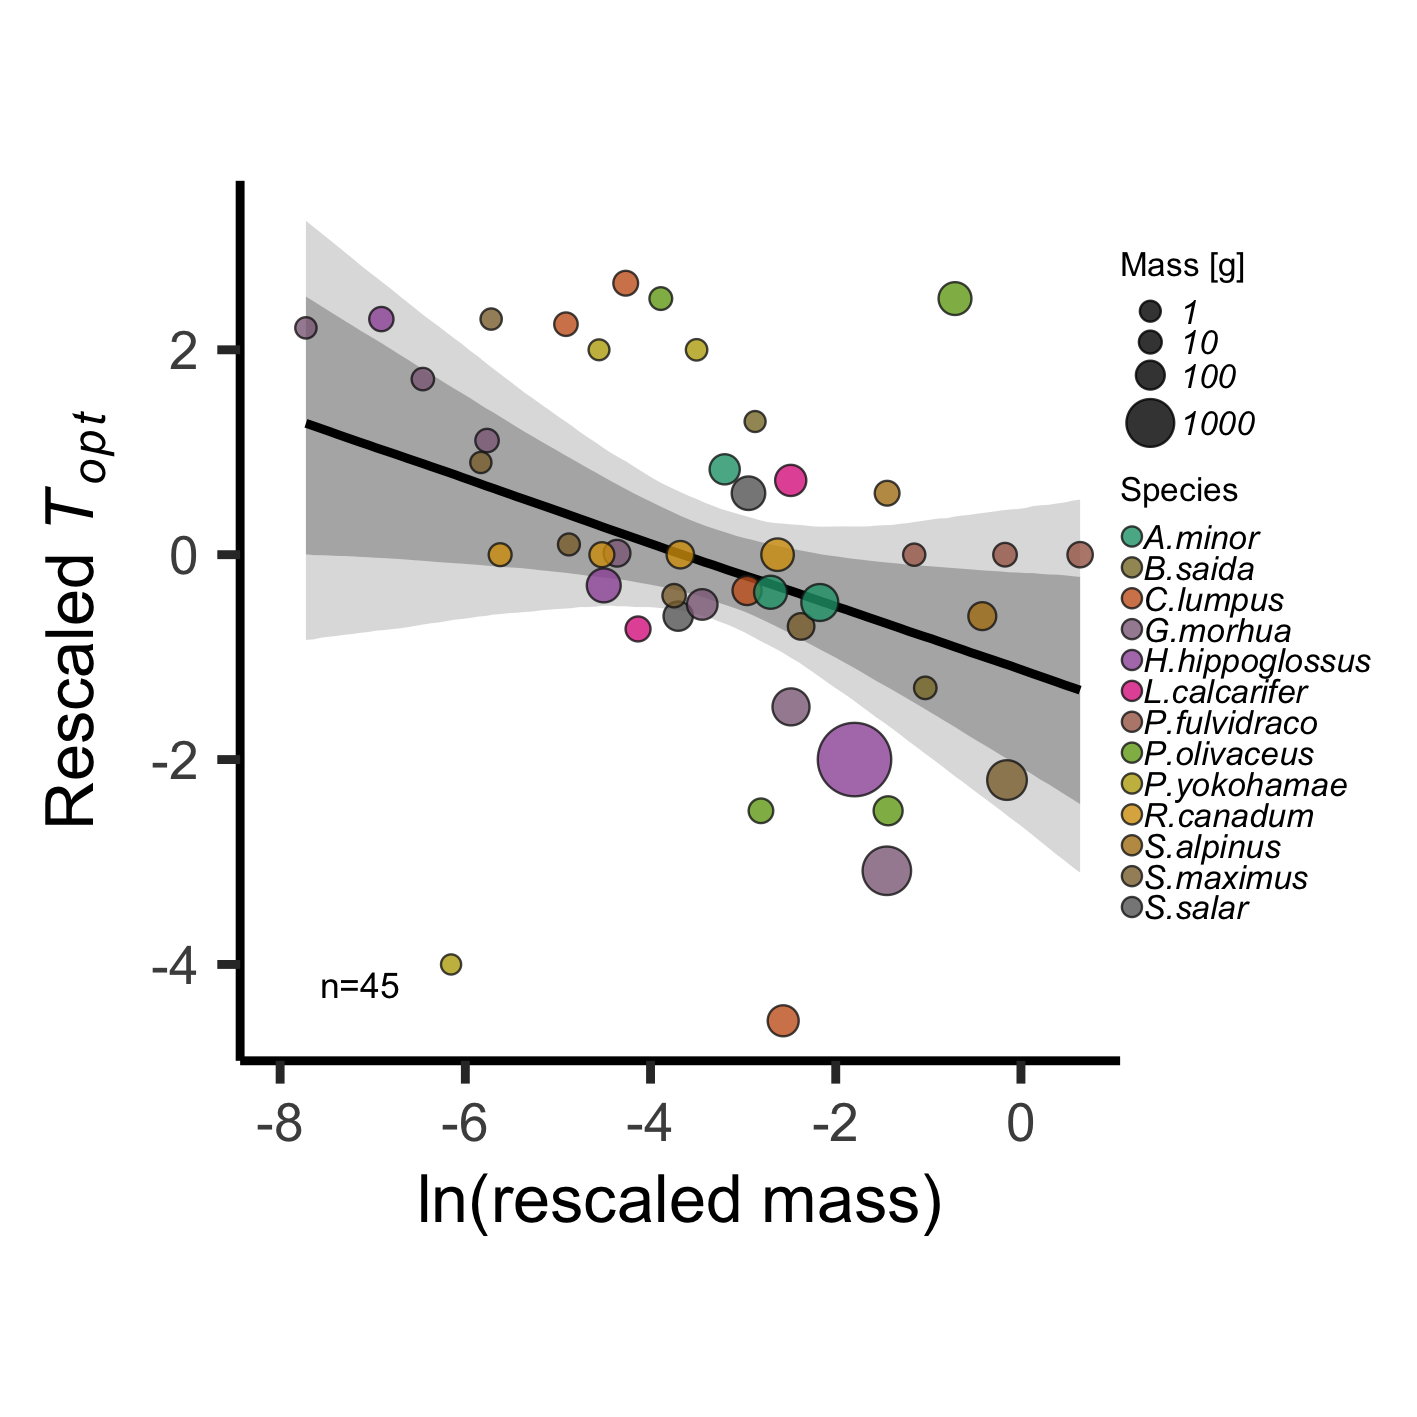 Rescaled T opt
2
0
-2
-4
n=45
-8 -6 -4 -2 0
ln(rescaled mass)
Mass [g]
1
10
100
1000
Species
A.minor
B.saida
C.lumpus
G.morhua
H.hippoglossus
L.calcarifer
P.fulvidraco
P.olivaceus
P.yokohamae
R.canadum
S.alpinus
S.maximus
S.salar